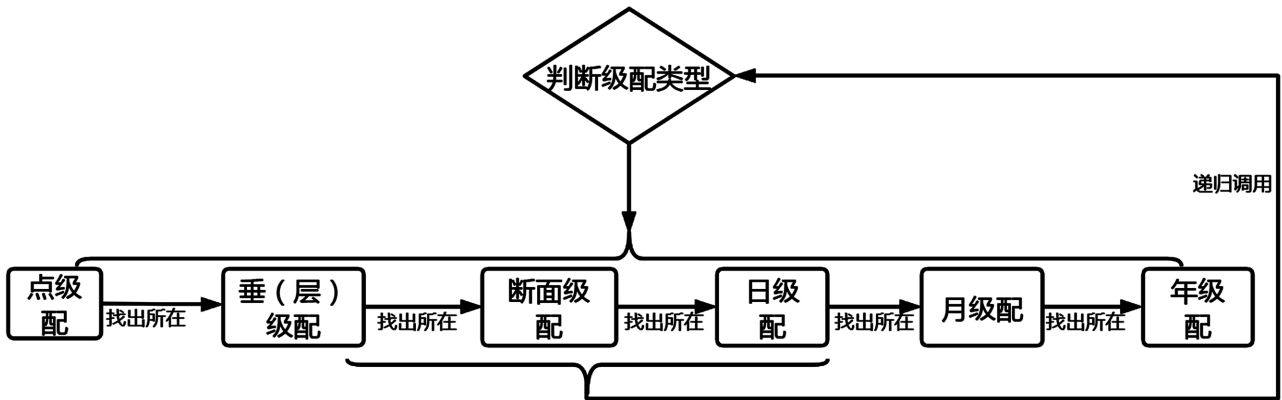 判断级配类型
递归调用
点级
配
找出所在
垂（层）
级配
找出所在
断面级
配
找出所在
日级
配
找出所在
月级配
找出所在
年级
配